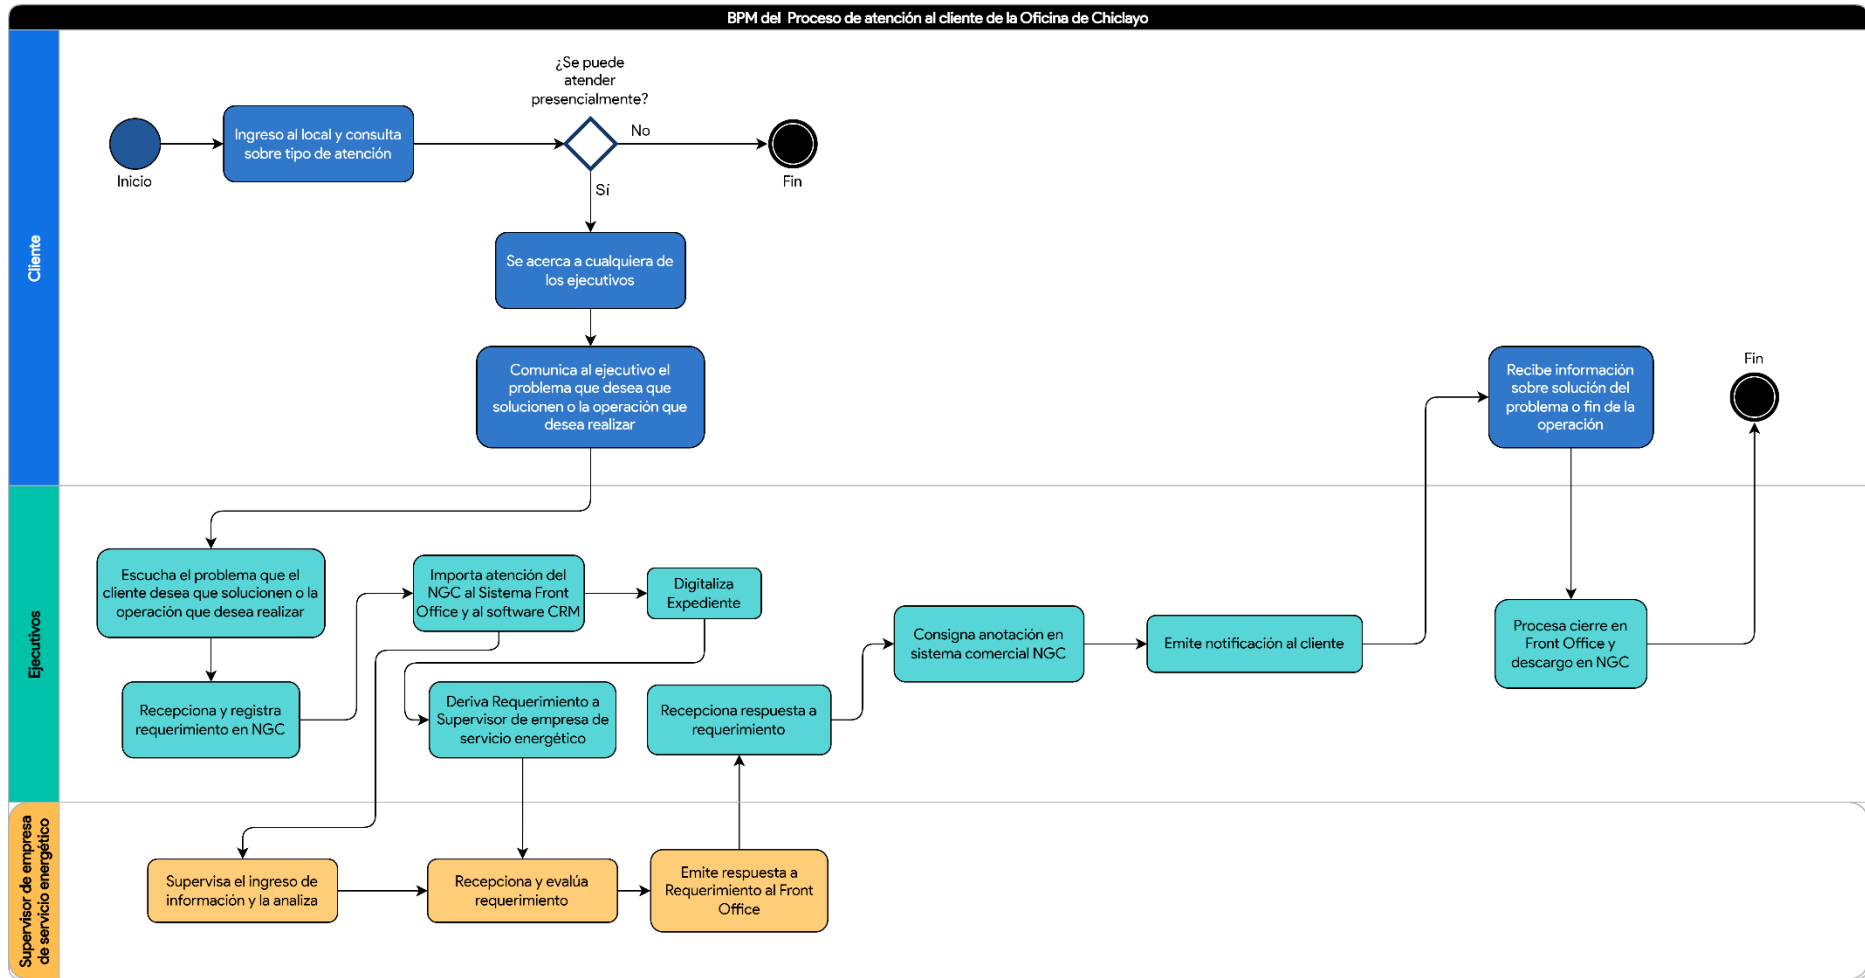 BPM del Proceso de atención al cliente de la Oficina de Chiclayo
Cliente
¿Se puede
atender
presencialmente?
Inicio
Ingreso al local y consulta
sobre tipo de atención
No
Sí
Fin
Se acerca a cualquiera de
los ejecutivos
Comunica al ejecutivo el
problema que desea que
solucionen o la operación que
desea realizar
Recibe información
sobre solución del
problema o fin de la
operación
Fin
Ejecutivos
Escucha el problema que el
cliente desea que solucionen o la
operación que desea realizar
Recepciona y registra
requerimiento en NGC
Importa atención del
NGC al Sistema Front
Office y al software CRM
Digitaliza
Expediente
Deriva Requerimiento a
Supervisor de empresa de
servicio energético
Recepciona respuesta a
requerimiento
Consigna anotación en
sistema comercial NGC
Emite notificación al cliente
Procesa cierre en
Front Office y
descargo en NGC
Supervisor de empresa
de servicio energético
Supervisa el ingreso de
información y la analiza
Recepciona y evalúa
requerimiento
Emite respuesta a
Requerimiento al Front
Office